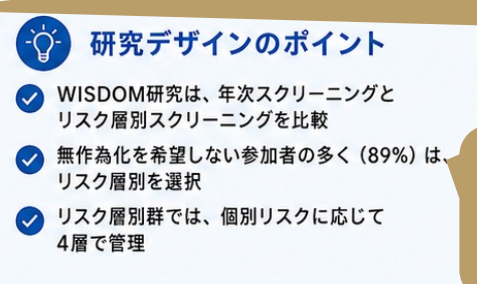 研究デザインのポイント
WISDOM研究は、年次スクリーニングと
リスク層別スクリーニングを比較
無作為化を希望しない参加者の多く（89%）は、
リスク層別を選択
リスク層別群では、個別リスクに応じて
4層で管理